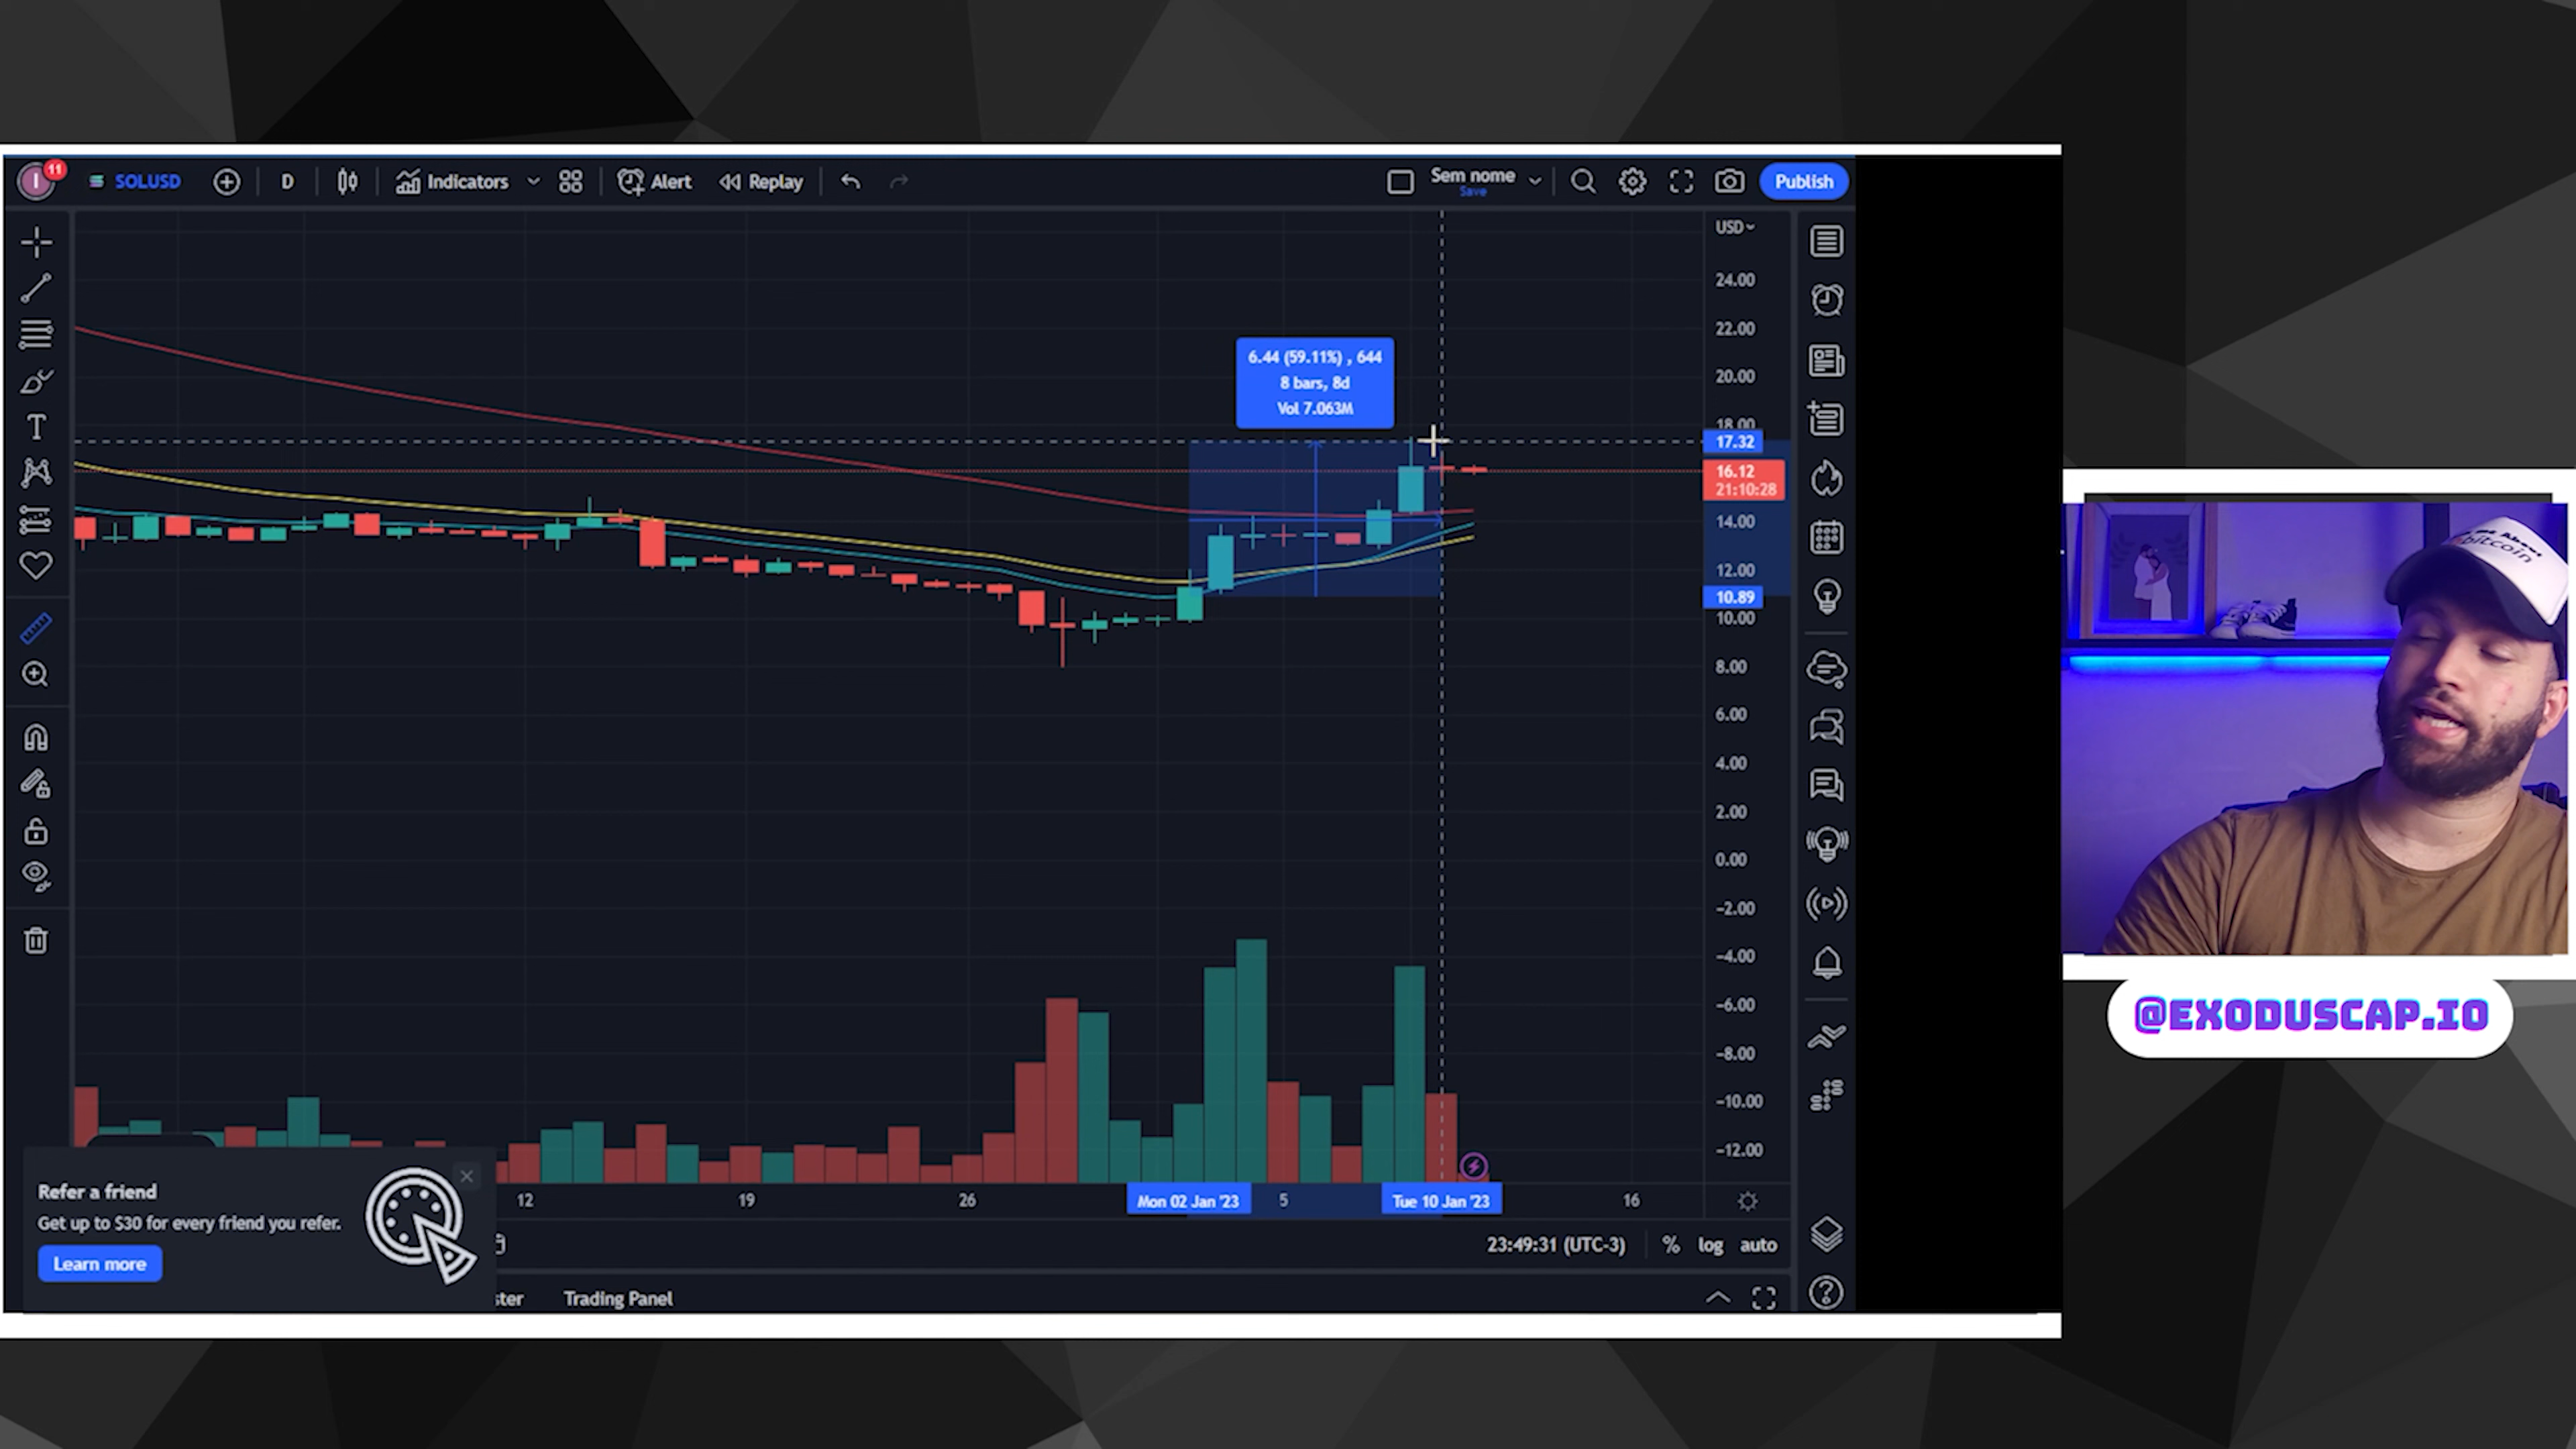 11
SOLUSD
D
Indicators
Alert
Replay
Sem nome
Save
Publish
USD
24.00
22.00
20.00
18.00
17.32
16.12
21:10:28
14.00
12.00
10.89
10.00
8.00
6.00
4.00
2.00
0.00
-2.00
-4.00
-6.00
-8.00
-10.00
-12.00
6.44 (59.11%) , 644
8 bars, 8d
Vol 7.063M
12
19
26
Mon 02 Jan '23
5
Tue 10 Jan '23
16
Refer a friend
Get up to $30 for every friend you refer.
Learn more
23:49:31 (UTC-3)
%
log
auto
ster
Trading Panel
bitcoin
@EXODUSCAP.IO